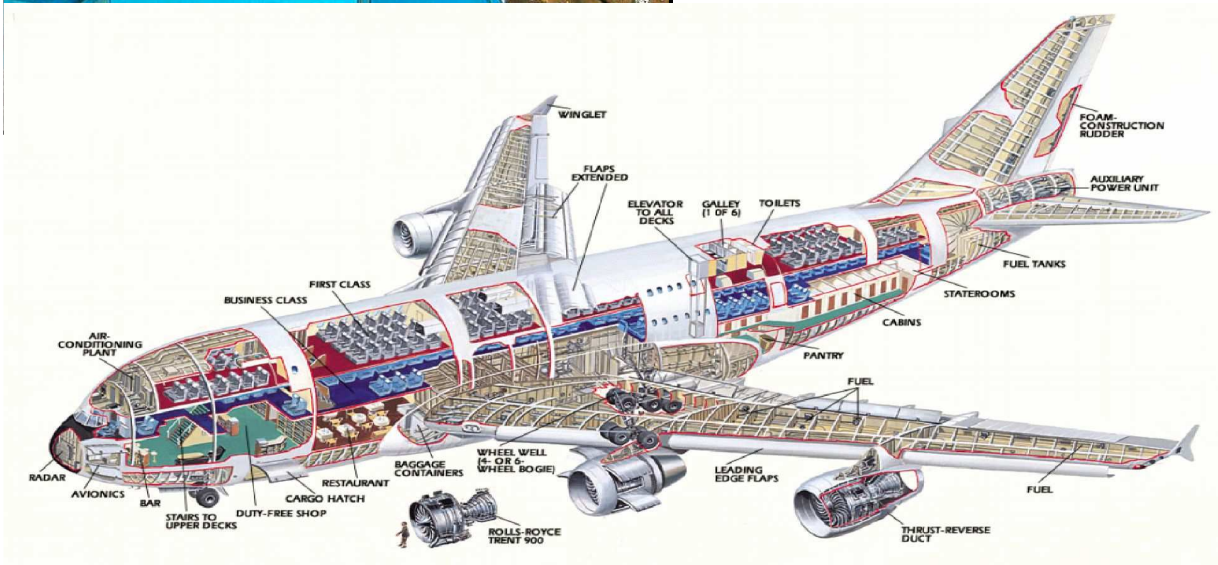 WINGLET
FOAM-
CONSTRUCTION
RUDDER
FLAPS
EXTENDED
AUXILIARY
POWER UNIT
ELEVATOR
TO ALL
DECKS
GALLEY
(1 OF 6)
TOILETS
FUEL TANKS
FIRST CLASS
STATEROOMS
BUSINESS CLASS
CABINS
AIR-
CONDITIONING
PLANT
PANTRY
FUEL
WHEEL WELL
(4- OR 6-
WHEEL BOGIE)
BAGGAGE
CONTAINERS
LEADING
EDGE FLAPS
RADAR
RESTAURANT
AVIONICS
CARGO HATCH
FUEL
BAR
DUTY-FREE SHOP
STAIRS TO
UPPER DECKS
ROLLS-ROYCE
TRENT 900
THRUST-REVERSE
DUCT